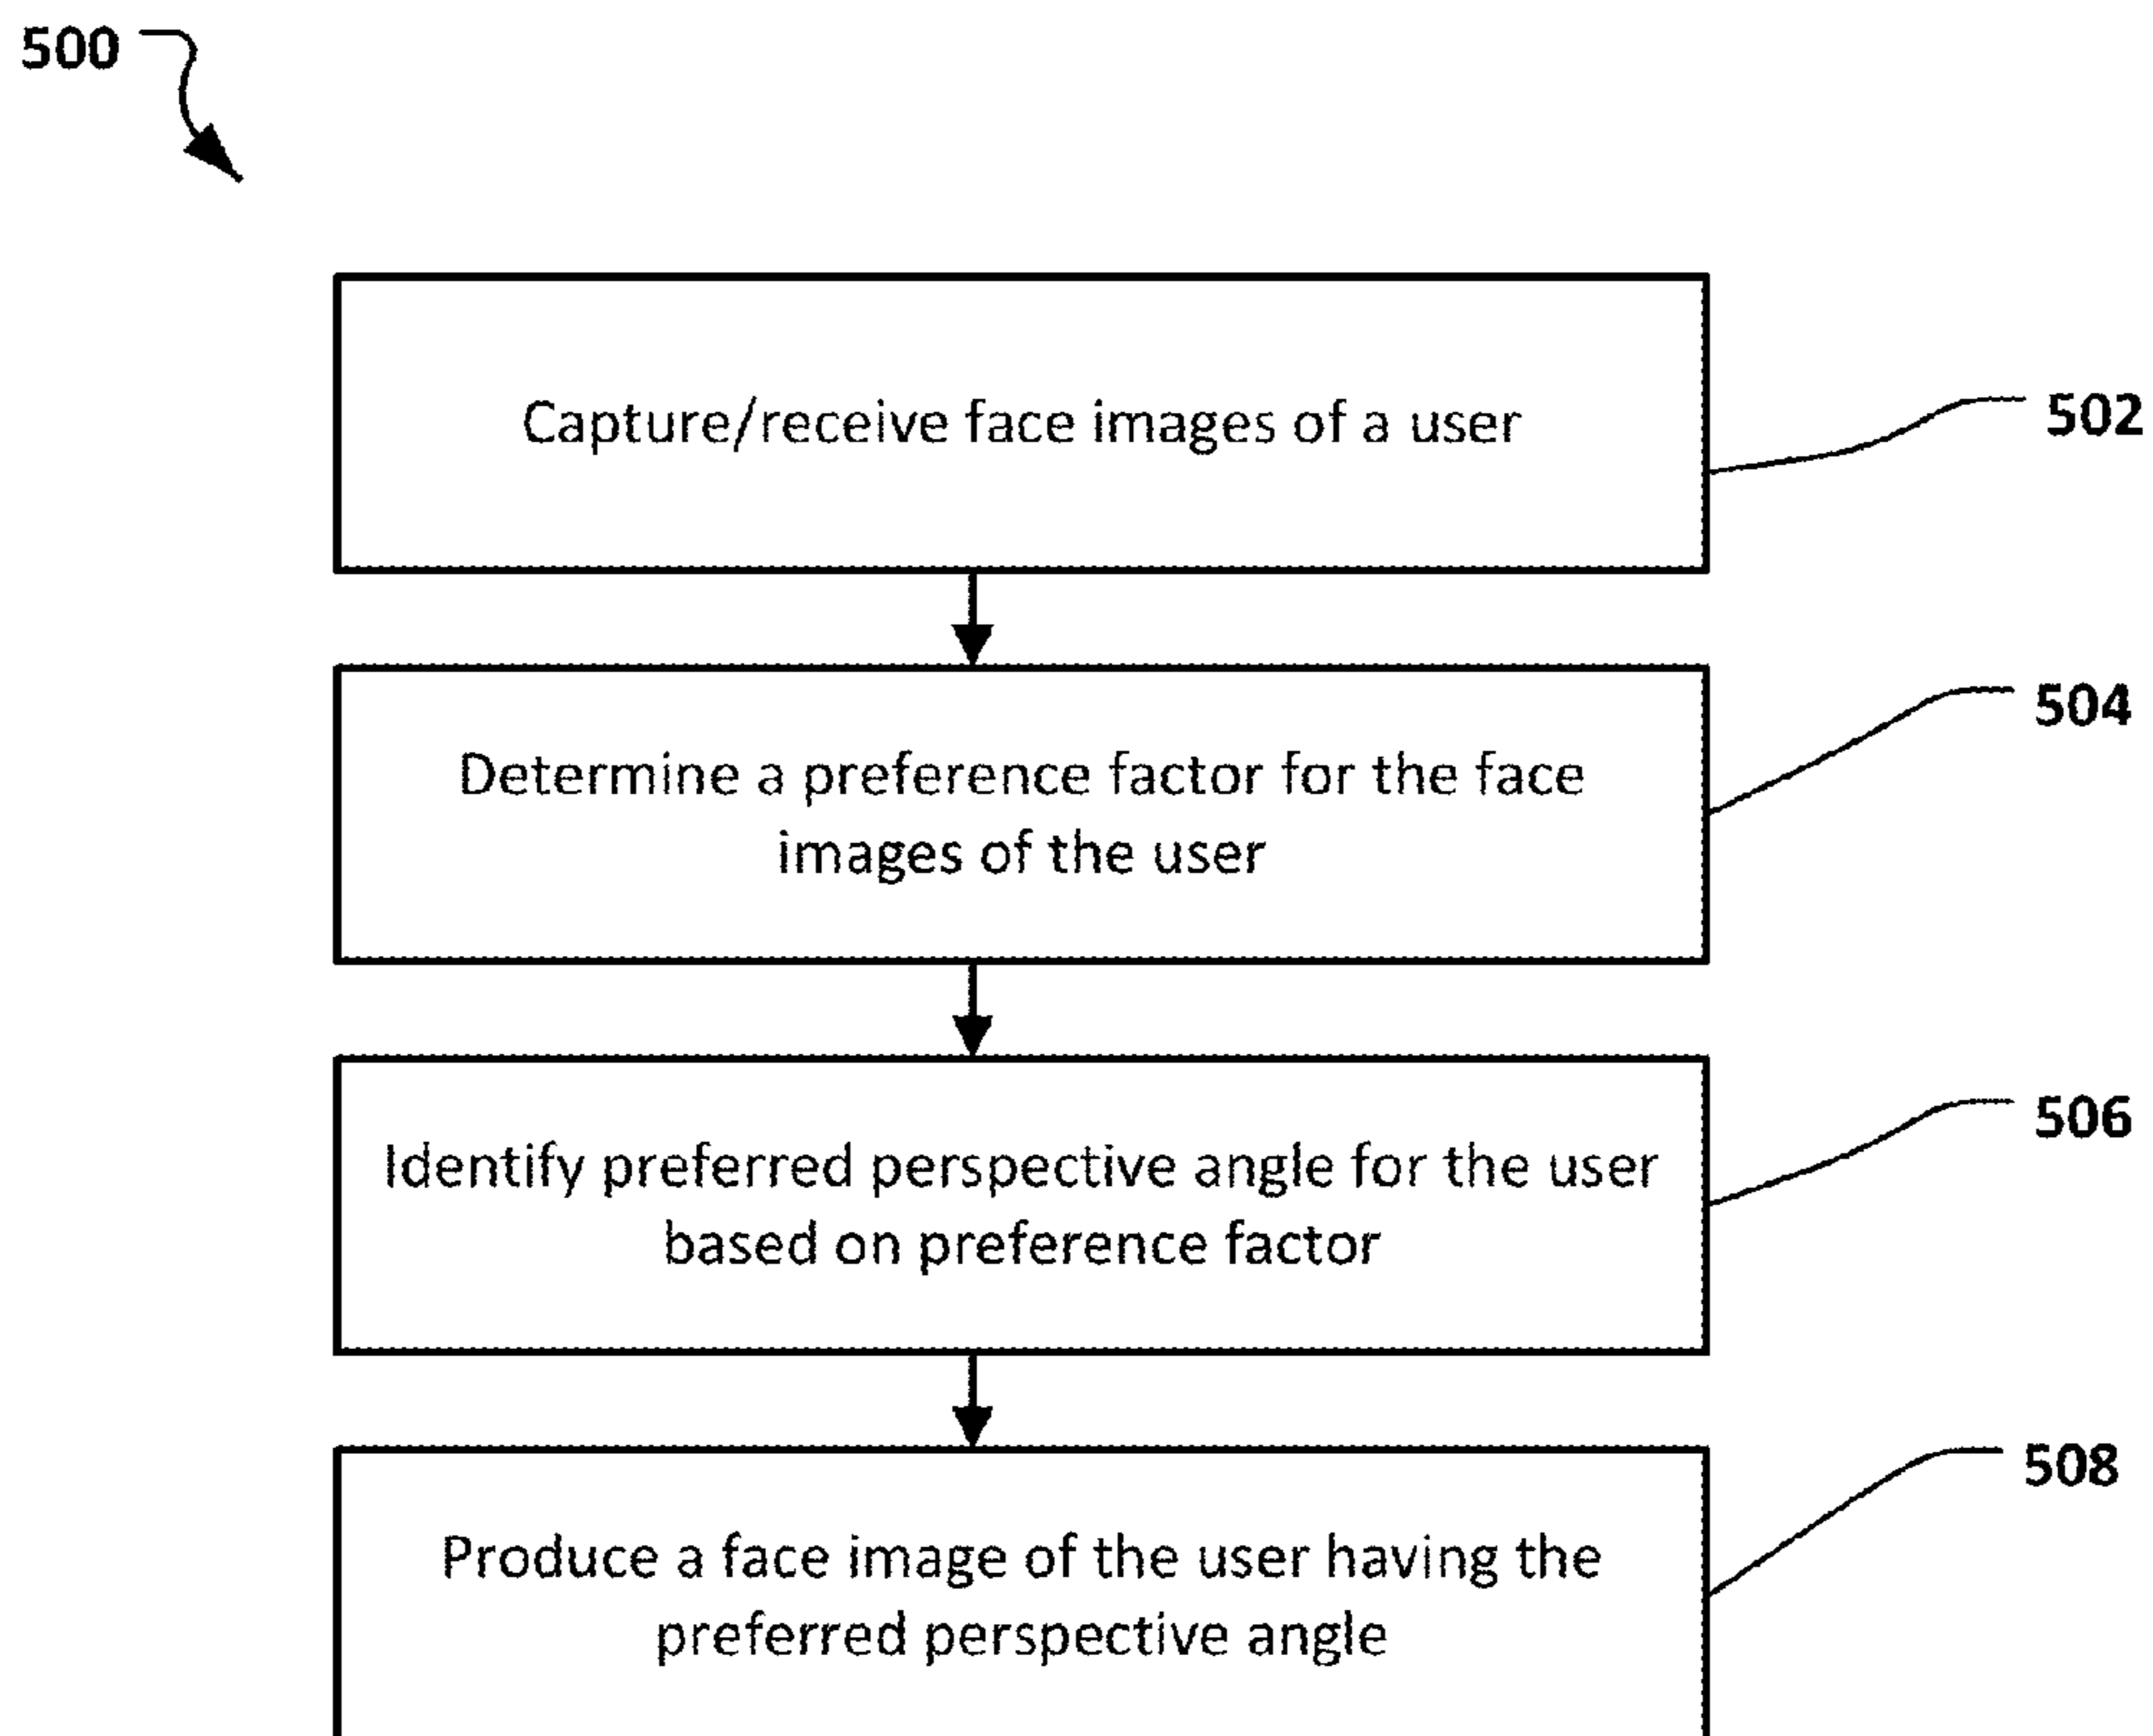 500
Capture/receive face images of a user
502
Determine a preference factor for the face
images of the user
504
Identify preferred perspective angle for the user
based on preference factor
506
Produce a face image of the user having the
preferred perspective angle
508